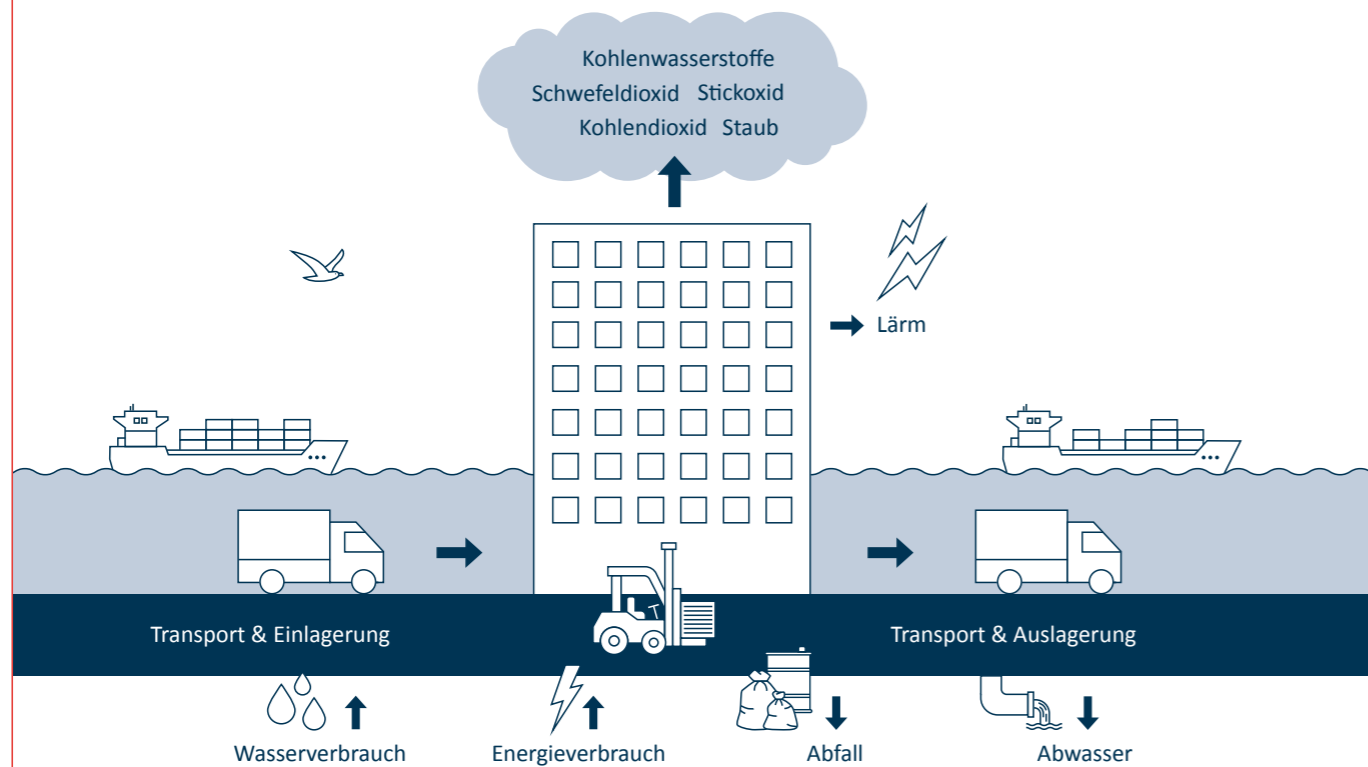 Kohlenwasserstoffe
Schwefeldioxid Stickoxid
Kohlendioxid Staub
Lärm
Transport & Einlagerung
Transport & Auslagerung
Wasserverbrauch
Energieverbrauch
Abfall
Abwasser